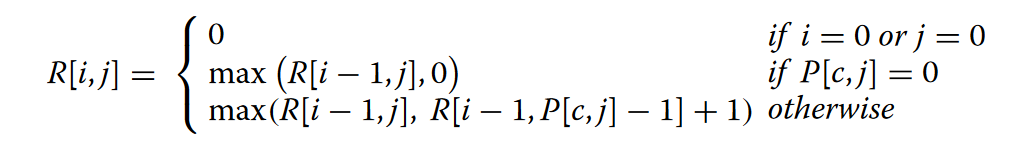 0 if i = 0 or j = 0
R[i,j] = { max (R[i − 1,j],0) if P[c,j] = 0
max(R[i − 1,j], R[i − 1,P[c,j] − 1] + 1) otherwise